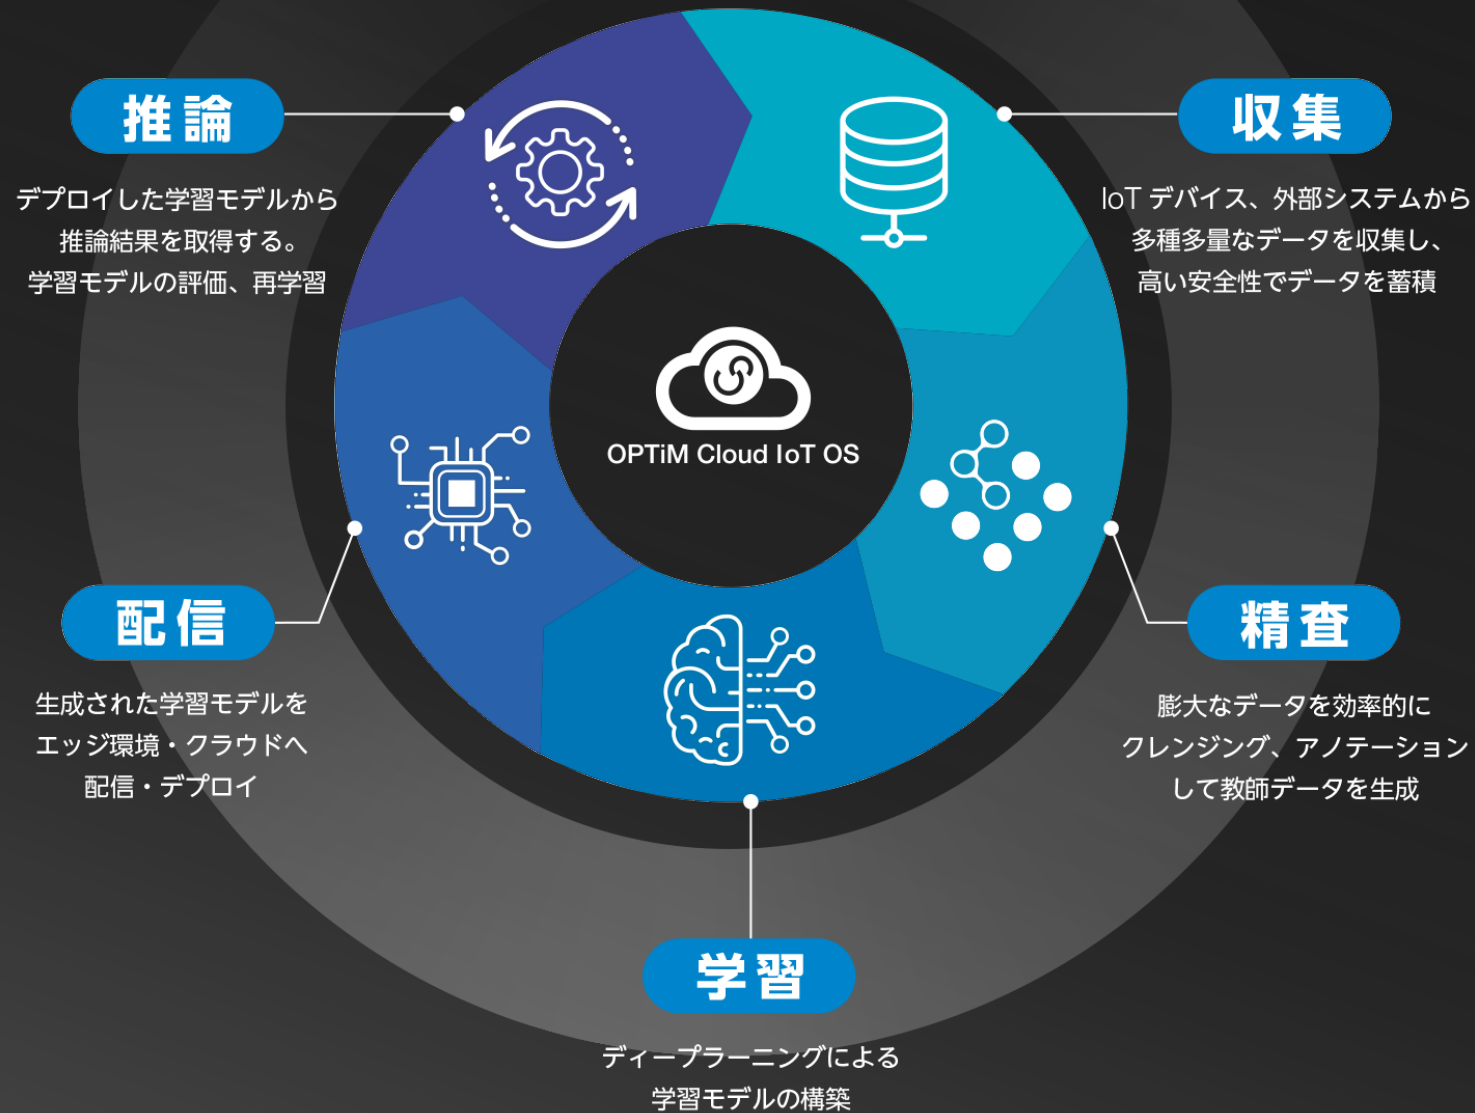 推論
デプロイした学習モデルから
推論結果を取得する。
学習モデルの評価、再学習
収集
IoT デバイス、外部システムから
多種多量なデータを収集し、
高い安全性でデータを蓄積
OPTiM Cloud IoT OS
配信
生成された学習モデルを
エッジ環境・クラウドへ
配信・デプロイ
精査
膨大なデータを効率的に
クレンジング、アノテーション
して教師データを生成
学習
ディープラーニングによる
学習モデルの構築